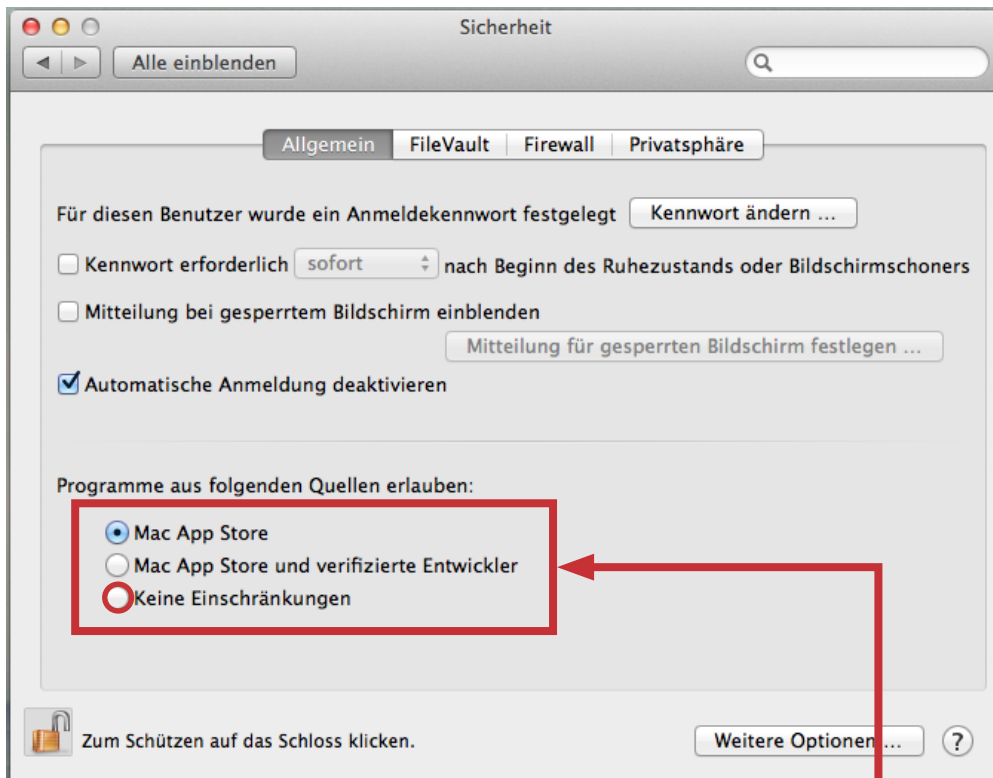 Sicherheit
Alle einblenden
Allgemein FileVault Firewall Privatsphäre
Für diesen Benutzer wurde ein Anmeldekennwort festgelegt Kennwort ändern ...
Kennwort erforderlich sofort nach Beginn des Ruhezustands oder Bildschirmschoners
Mitteilung bei gesperrtem Bildschirm einblenden
Mitteilung für gesperrten Bildschirm festlegen ...
Automatische Anmeldung deaktivieren
Programme aus folgenden Quellen erlauben:
Mac App Store
Mac App Store und verifizierte Entwickler
Keine Einschränkungen
Zum Schützen auf das Schloss klicken. Weitere Optionen ... ?